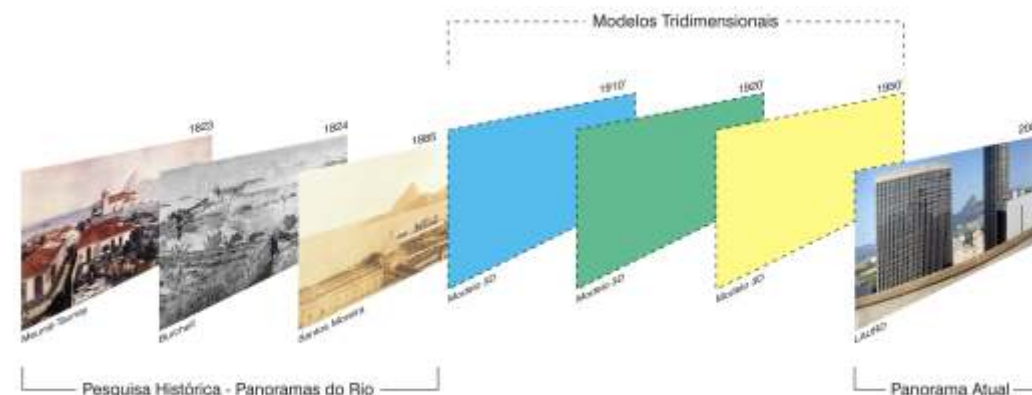 Modelos Tridimensionais
1823
1824
1885
1910'
1920'
1950'
Burchell
Santos Moreira
Modelo 3D
Modelo 3D
Modelo 3D
LAURD
Pesquisa Histórica - Panoramas do Rio
Panorama Atual